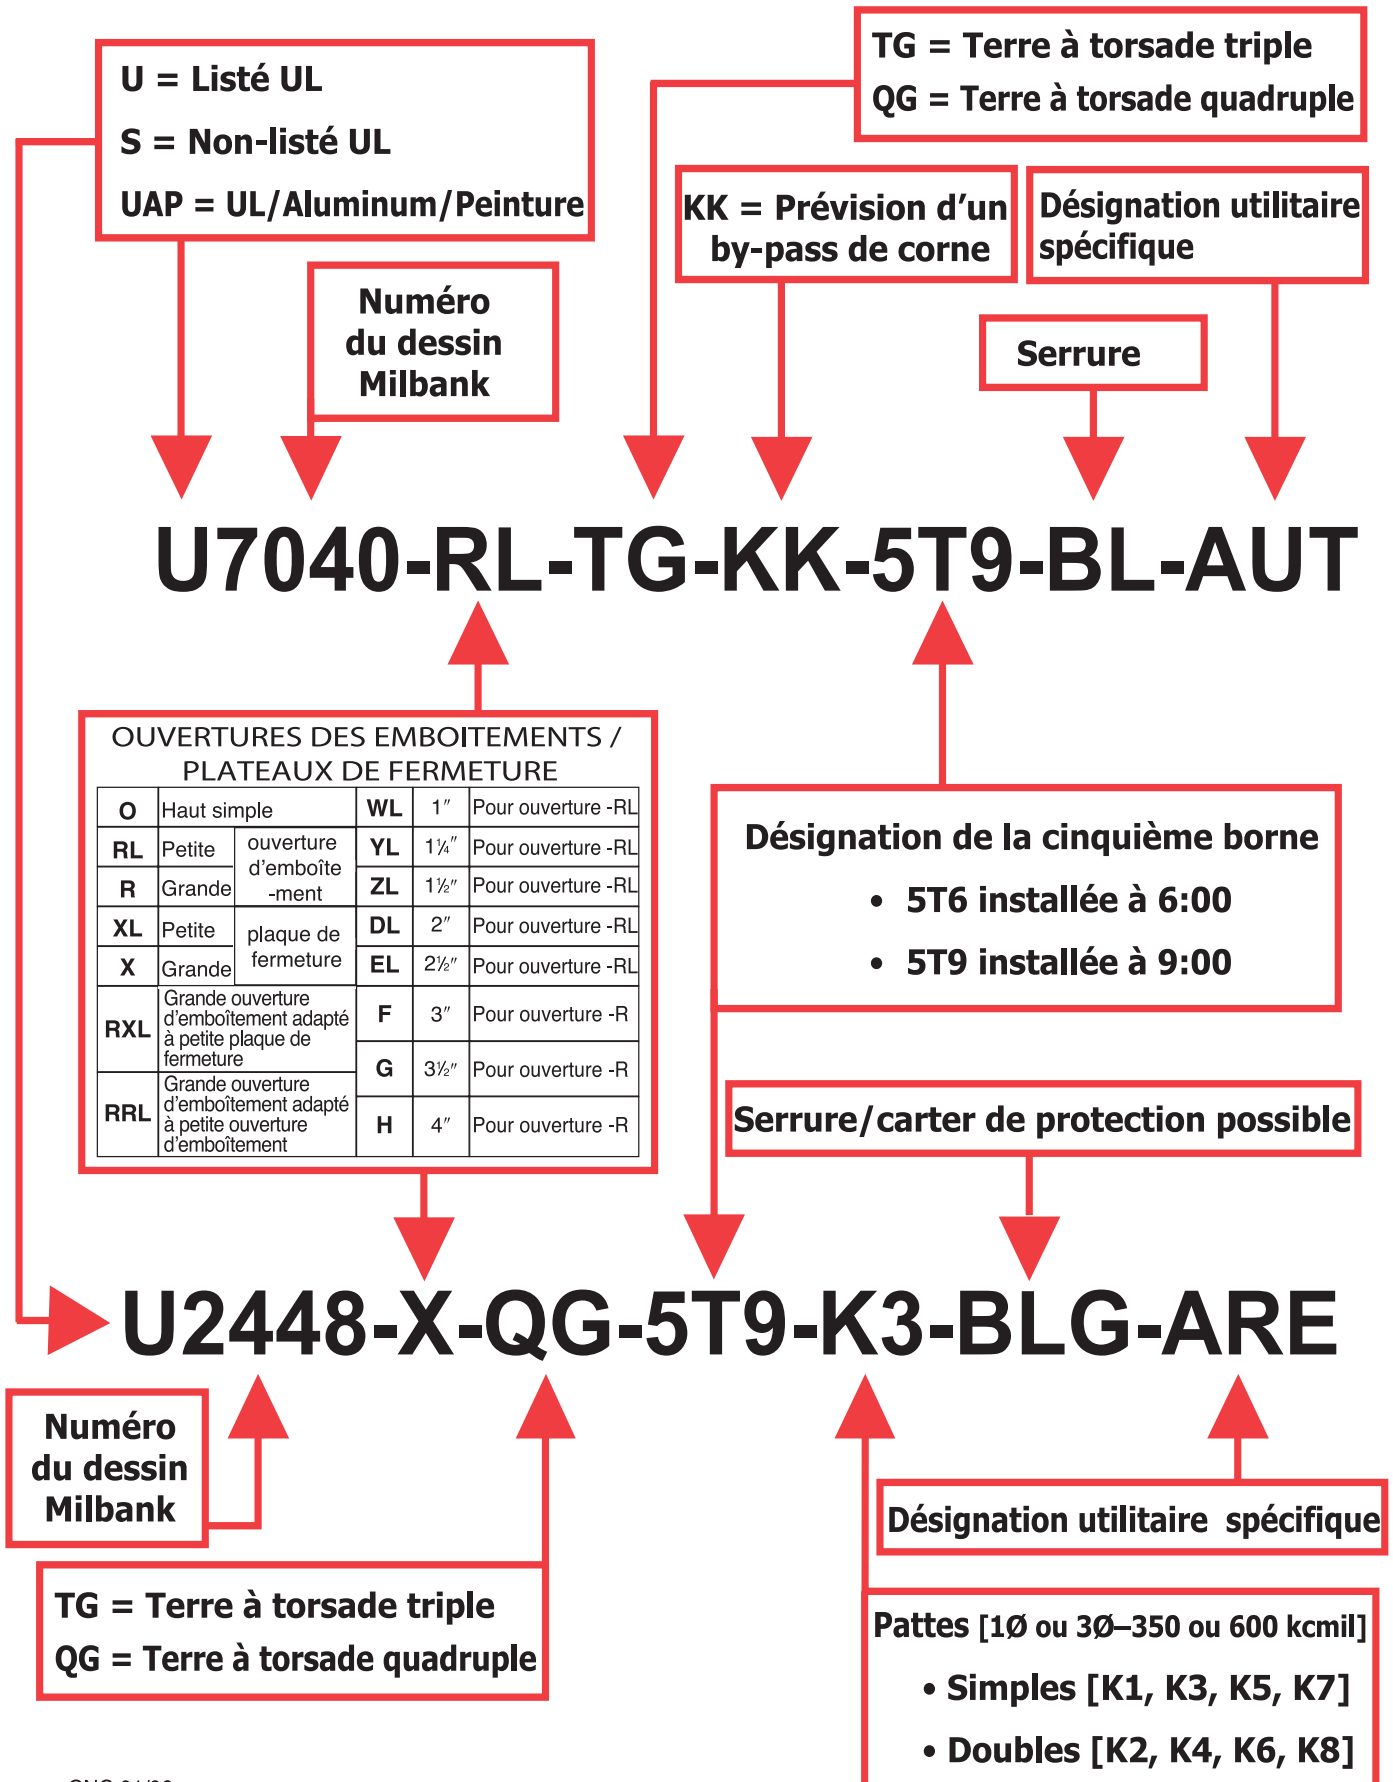 U = Listé UL
S = Non-listé UL
UAP = UL/Aluminum/Peinture
TG = Terre à torsade triple
QG = Terre à torsade quadruple
KK = Prévision d'un
by-pass de corne
Désignation utilitaire
spécifique
Numéro
du dessin
Milbank
Serrure
U7040-RL-TG-KK-5T9-BL-AUT
OUVERTURES DES EMBOITEMENTS /
PLATEAUX DE FERMETURE
O Haut simple
RL Petite
R Grande
ouverture
d'emboîte
-ment
XL Petite
X Grande
plaque de
fermeture
RXL
Grande ouverture
d'emboîtement adapté
à petite plaque de
fermeture
RRL
Grande ouverture
d'emboîtement adapté
à petite ouverture
d'emboîtement
WL 1″ Pour ouverture -RL
YL 1¼″ Pour ouverture -RL
ZL 1½″ Pour ouverture -RL
DL 2″ Pour ouverture -RL
EL 2½″ Pour ouverture -RL
F 3″ Pour ouverture -R
G 3½″ Pour ouverture -R
H 4″ Pour ouverture -R
Désignation de la cinquième borne
• 5T6 installée à 6:00
• 5T9 installée à 9:00
Serrure/carter de protection possible
U2448-X-QG-5T9-K3-BLG-ARE
Numéro
du dessin
Milbank
Désignation utilitaire spécifique
TG = Terre à torsade triple
QG = Terre à torsade quadruple
Pattes [1Ø ou 3Ø–350 ou 600 kcmil]
• Simples [K1, K3, K5, K7]
• Doubles [K2, K4, K6, K8]